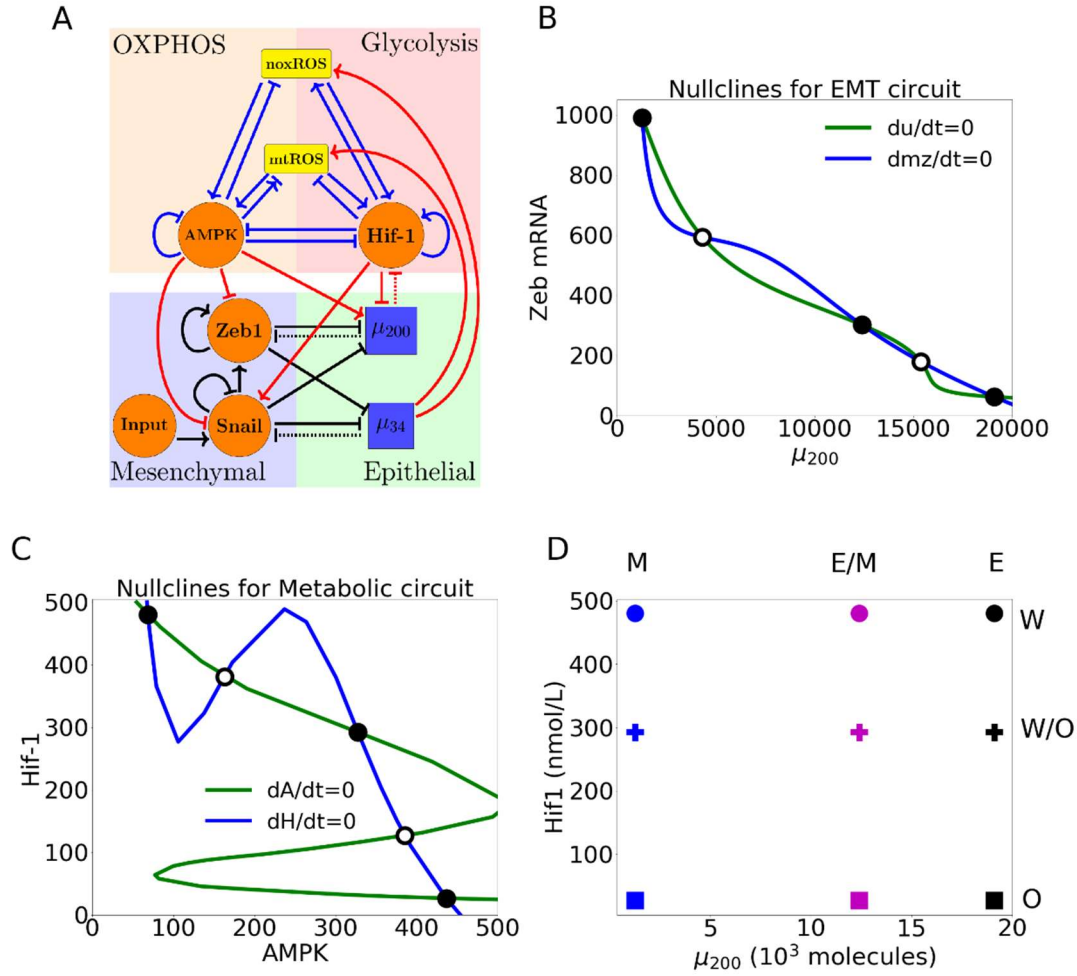 A
OXPHOS
Glycolysis
noxROS
mtROS
AMPK
Hif-1
Zeb1
μ200
Input
Snail
μ34
Mesenchymal
Epithelial
B
Nullclines for EMT circuit
du/dt=0
dmz/dt=0
Zeb mRNA
1000
800
600
400
200
0
0 5000 10000 15000 20000
μ200
C
Nullclines for Metabolic circuit
Hif-1
500
400
300
200
100
0
dA/dt=0
dH/dt=0
0 100 200 300 400 500
AMPK
D
M E/M E
Hif1 (nmol/L)
500
400
300
200
100
W
W/O
O
5 10 15 20
μ200 (10³ molecules)